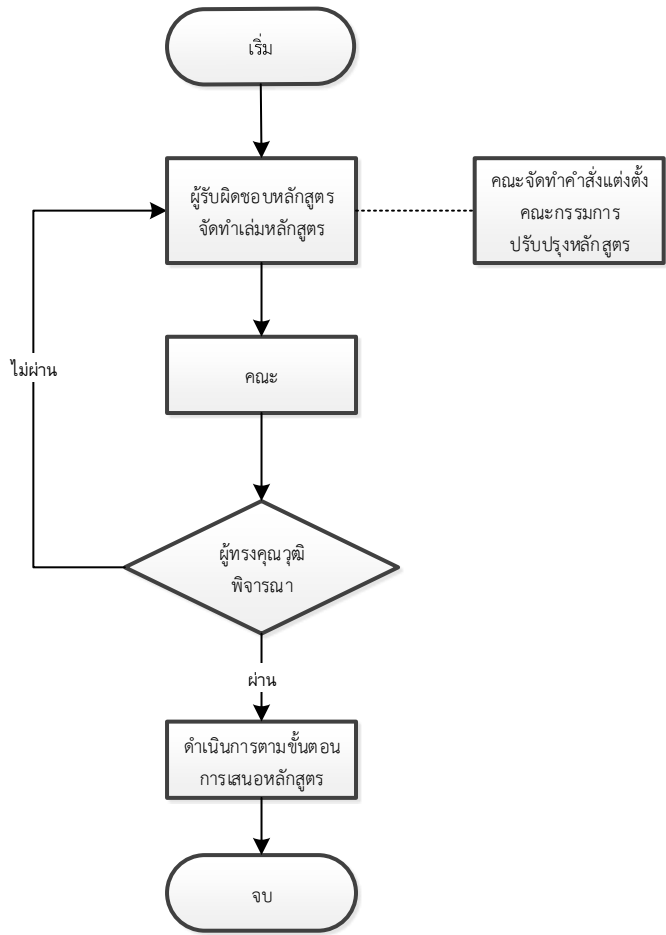 เริ่ม
ผู้รับผิดชอบหลักสูตร
จัดทำเล่มหลักสูตร
คณะจัดทำคำสั่งแต่งตั้ง
คณะกรรมการ
ปรับปรุงหลักสูตร
ไม่ผ่าน
คณะ
ผู้ทรงคุณวุฒิ
พิจารณา
ผ่าน
ดำเนินการตามขั้นตอน
การเสนอหลักสูตร
จบ